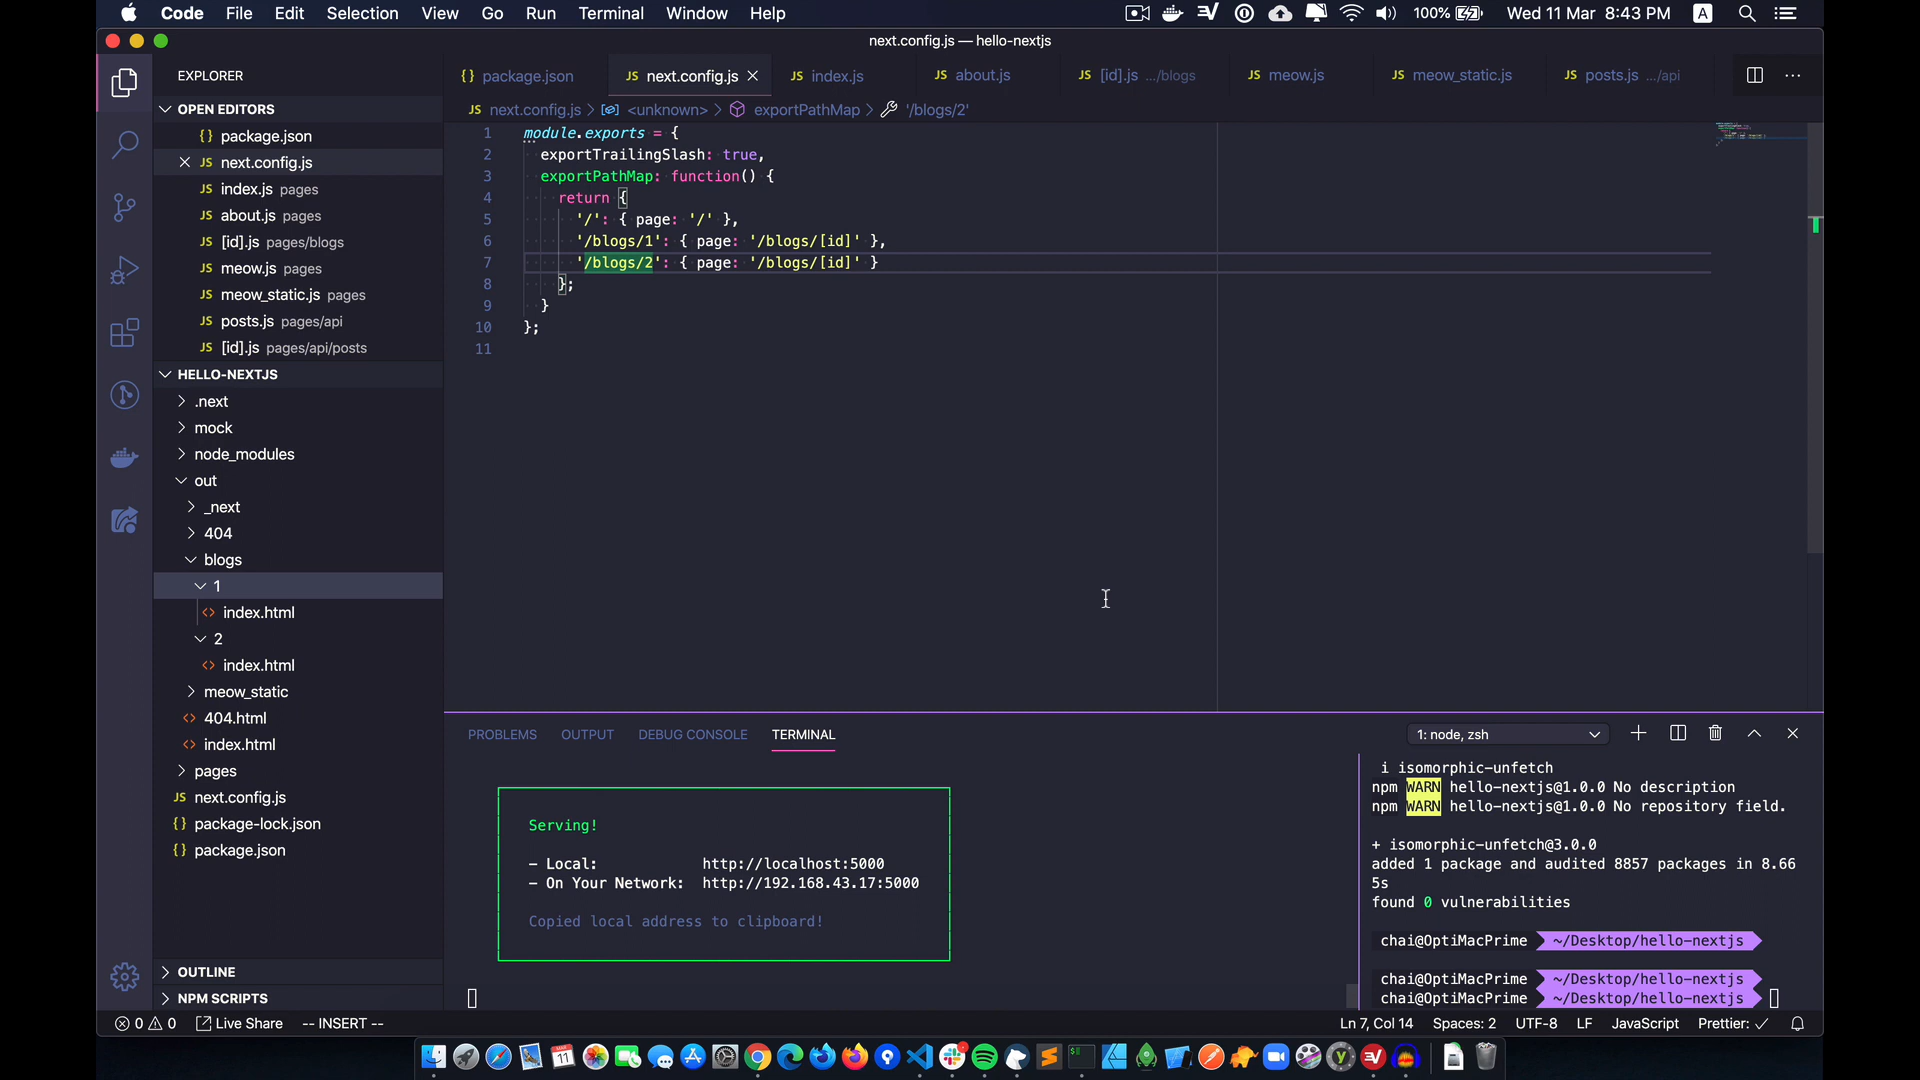 Code File Edit Selection View Go Run Terminal Window Help 100% Wed 11 Mar 8:43 PM A
next.config.js — hello-nextjs
EXPLORER
OPEN EDITORS
{} package.json
JS next.config.js
JS index.js pages
JS about.js pages
JS [id].js pages/blogs
JS meow.js pages
JS meow_static.js pages
JS posts.js pages/api
JS [id].js pages/api/posts
HELLO-NEXTJS
.next
mock
node_modules
out
_next
404
blogs
1
index.html
2
index.html
meow_static
404.html
index.html
pages
JS next.config.js
{} package-lock.json
{} package.json
OUTLINE
NPM SCRIPTS
{} package.json JS next.config.js JS index.js JS about.js JS [id].js .../blogs JS meow.js JS meow_static.js JS posts.js .../api
JS next.config.js > <unknown> > exportPathMap > '/blogs/2'
1 module.exports = {
2 exportTrailingSlash: true,
3 exportPathMap: function() {
4 return {
5 '/': { page: '/' },
6 '/blogs/1': { page: '/blogs/[id]' },
7 '/blogs/2': { page: '/blogs/[id]' }
8 };
9 }
10 };
11
PROBLEMS OUTPUT DEBUG CONSOLE TERMINAL 1: node, zsh
Serving!
- Local: http://localhost:5000
- On Your Network: http://192.168.43.17:5000
Copied local address to clipboard!
i isomorphic-unfetch
npm WARN hello-nextjs@1.0.0 No description
npm WARN hello-nextjs@1.0.0 No repository field.
+ isomorphic-unfetch@3.0.0
added 1 package and audited 8857 packages in 8.66
5s
found 0 vulnerabilities
chai@OptiMacPrime ~/Desktop/hello-nextjs
chai@OptiMacPrime ~/Desktop/hello-nextjs
chai@OptiMacPrime ~/Desktop/hello-nextjs
0 0 Live Share -- INSERT -- Ln 7, Col 14 Spaces: 2 UTF-8 LF JavaScript Prettier: ✓